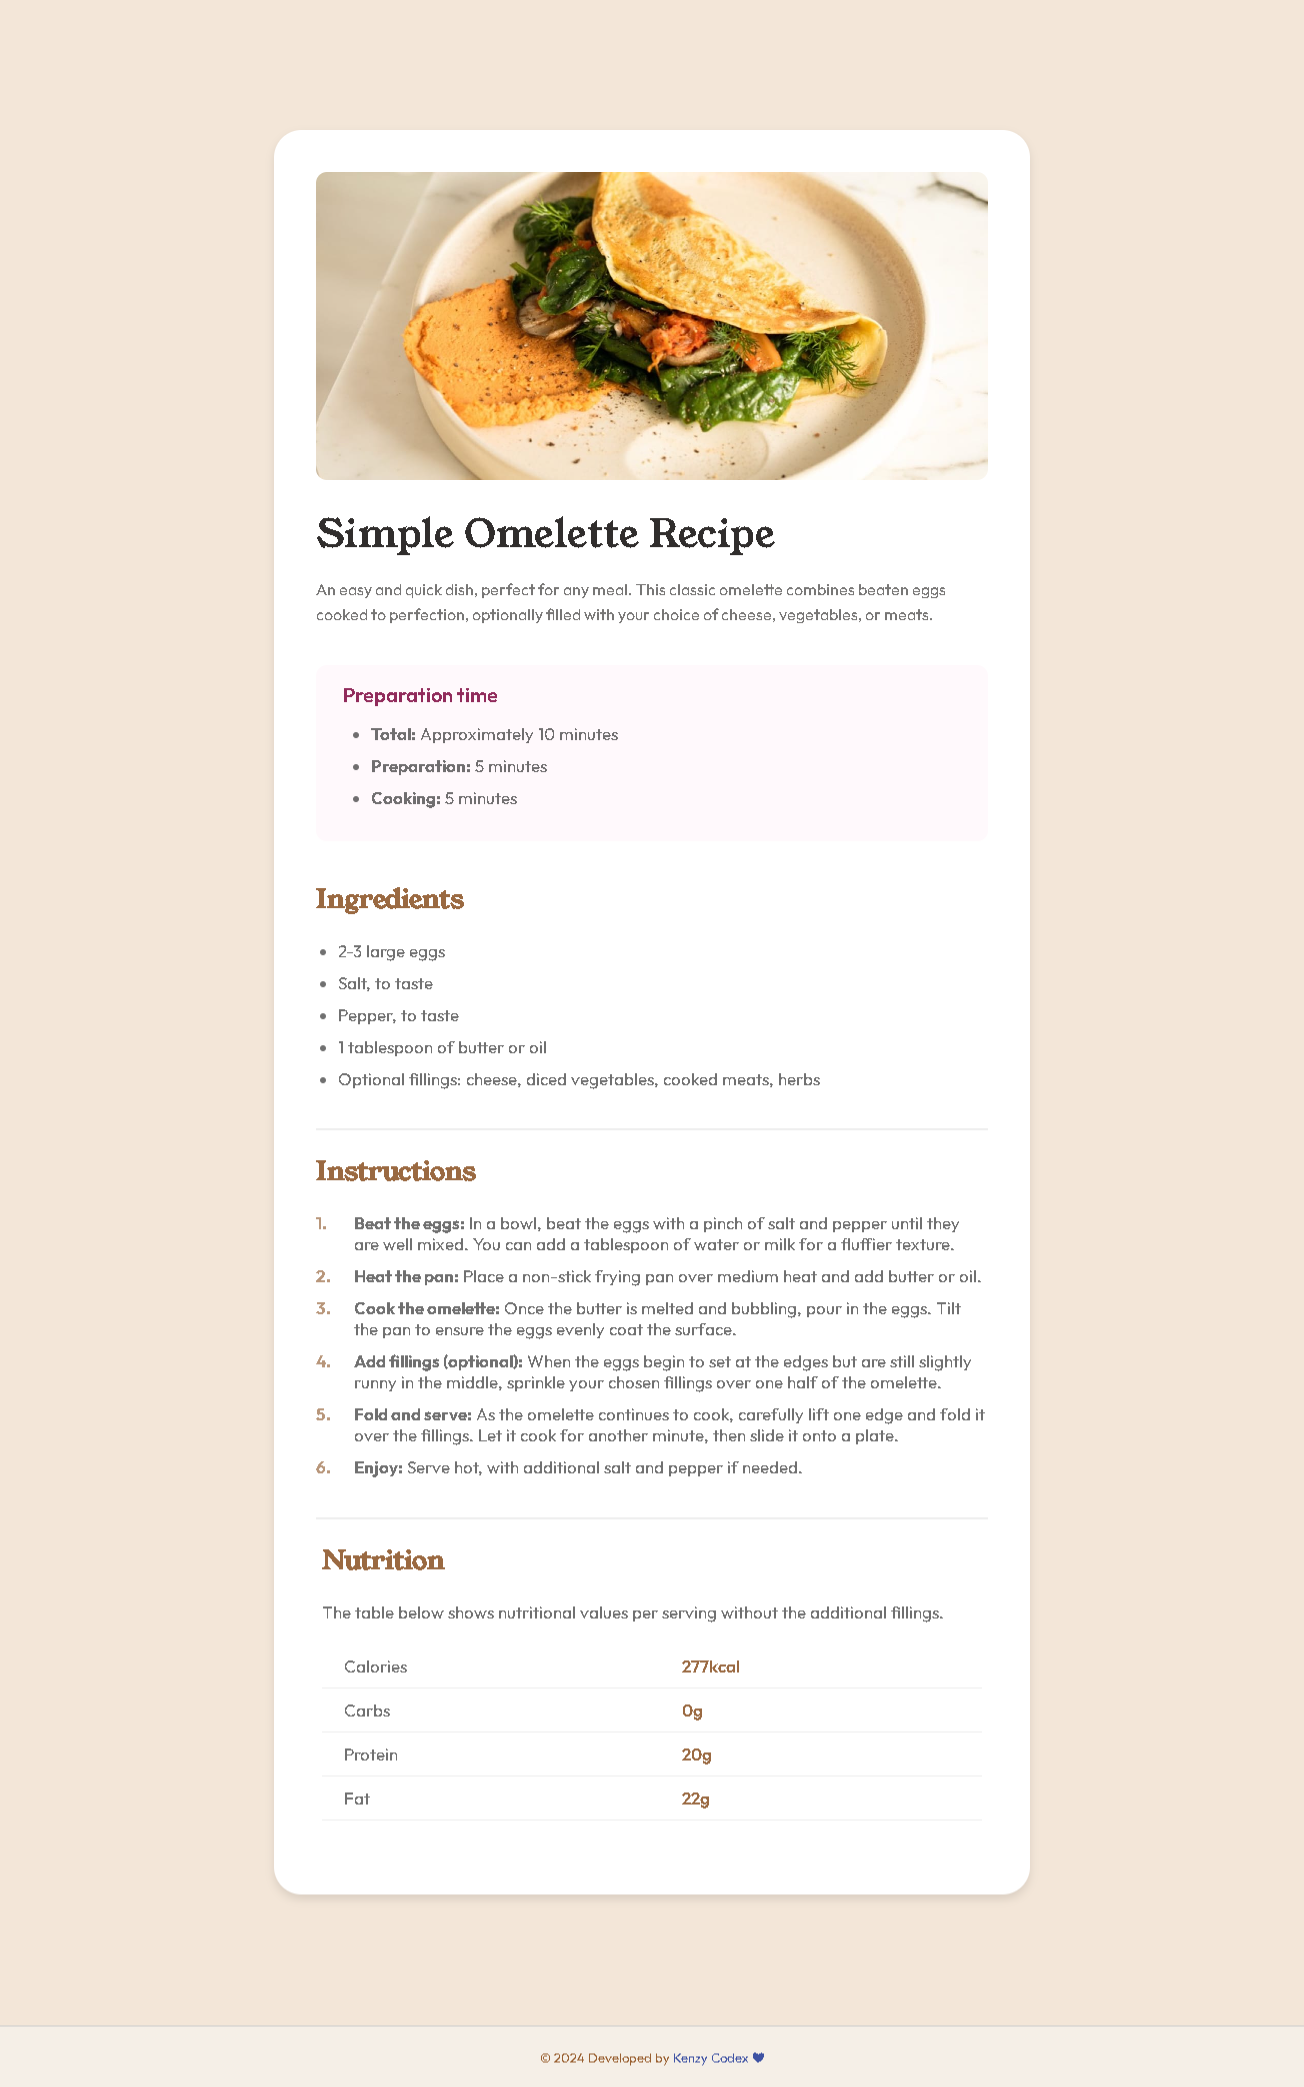 Simple Omelette Recipe
An easy and quick dish, perfect for any meal. This classic omelette combines beaten eggs
cooked to perfection, optionally filled with your choice of cheese, vegetables, or meats.
Preparation time
• Total: Approximately 10 minutes
• Preparation: 5 minutes
• Cooking: 5 minutes
Ingredients
• 2-3 large eggs
• Salt, to taste
• Pepper, to taste
• 1 tablespoon of butter or oil
• Optional fillings: cheese, diced vegetables, cooked meats, herbs
Instructions
1. Beat the eggs: In a bowl, beat the eggs with a pinch of salt and pepper until they
are well mixed. You can add a tablespoon of water or milk for a fluffier texture.
2. Heat the pan: Place a non-stick frying pan over medium heat and add butter or oil.
3. Cook the omelette: Once the butter is melted and bubbling, pour in the eggs. Tilt
the pan to ensure the eggs evenly coat the surface.
4. Add fillings (optional): When the eggs begin to set at the edges but are still slightly
runny in the middle, sprinkle your chosen fillings over one half of the omelette.
5. Fold and serve: As the omelette continues to cook, carefully lift one edge and fold it
over the fillings. Let it cook for another minute, then slide it onto a plate.
6. Enjoy: Serve hot, with additional salt and pepper if needed.
Nutrition
The table below shows nutritional values per serving without the additional fillings.
Calories 277kcal
Carbs 0g
Protein 20g
Fat 22g
© 2024 Developed by Kenzy Codex 💙